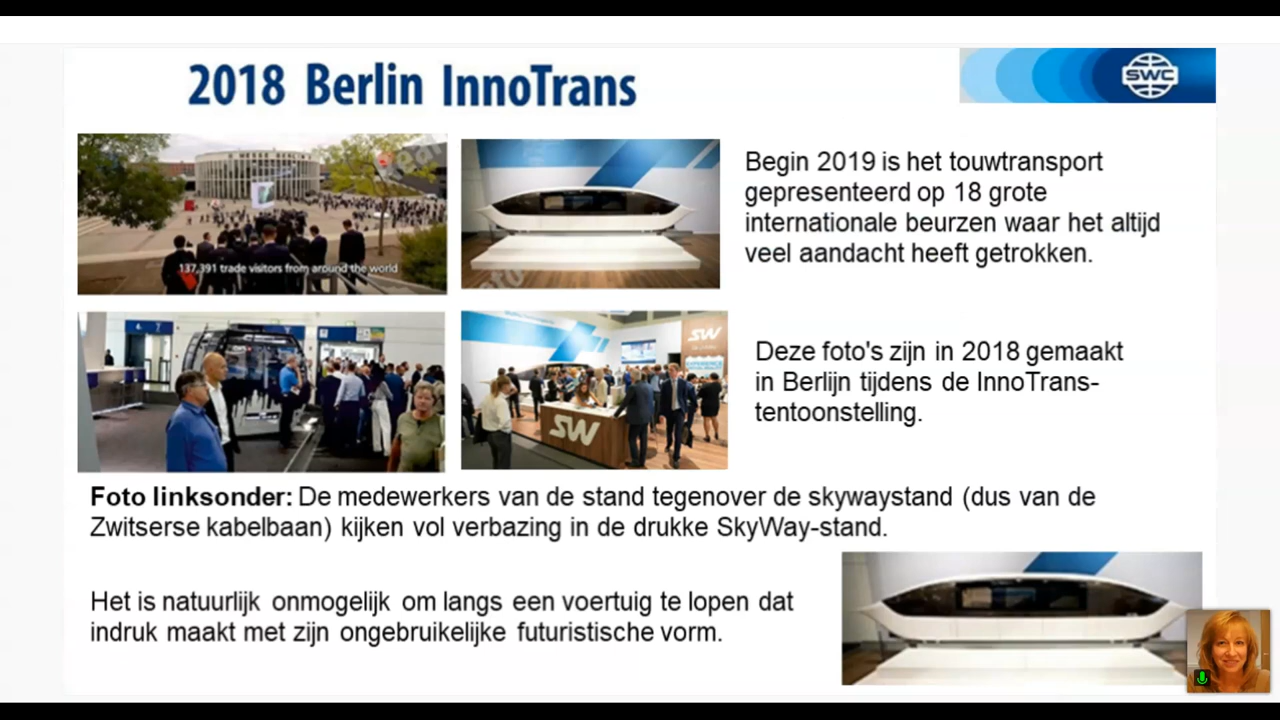 2018 Berlin InnoTrans
SWC
137,391 trade visitors from around the world
Begin 2019 is het touwtransport
gepresenteerd op 18 grote
internationale beurzen waar het altijd
veel aandacht heeft getrokken.
SW
SW
Deze foto's zijn in 2018 gemaakt
in Berlijn tijdens de InnoTrans-
tentoonstelling.
Foto linksonder: De medewerkers van de stand tegenover de skywaystand (dus van de
Zwitserse kabelbaan) kijken vol verbazing in de drukke SkyWay-stand.
Het is natuurlijk onmogelijk om langs een voertuig te lopen dat
indruk maakt met zijn ongebruikelijke futuristische vorm.